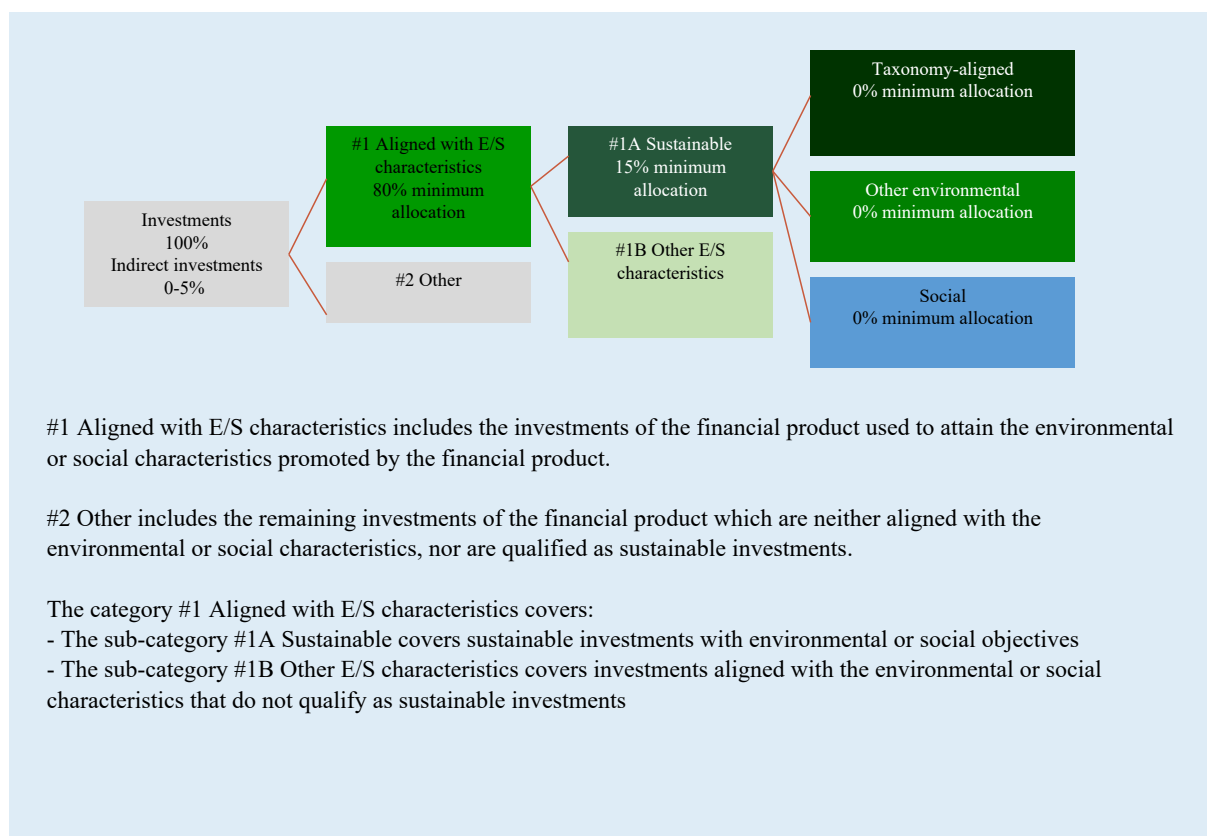 Investments
100%
Indirect investments
0-5%
#1 Aligned with E/S
characteristics
80% minimum
allocation
#2 Other
#1A Sustainable
15% minimum
allocation
#1B Other E/S
characteristics
Taxonomy-aligned
0% minimum allocation
Other environmental
0% minimum allocation
Social
0% minimum allocation
#1 Aligned with E/S characteristics includes the investments of the financial product used to attain the environmental
or social characteristics promoted by the financial product.
#2 Other includes the remaining investments of the financial product which are neither aligned with the
environmental or social characteristics, nor are qualified as sustainable investments.
The category #1 Aligned with E/S characteristics covers:
- The sub-category #1A Sustainable covers sustainable investments with environmental or social objectives
- The sub-category #1B Other E/S characteristics covers investments aligned with the environmental or social
characteristics that do not qualify as sustainable investments